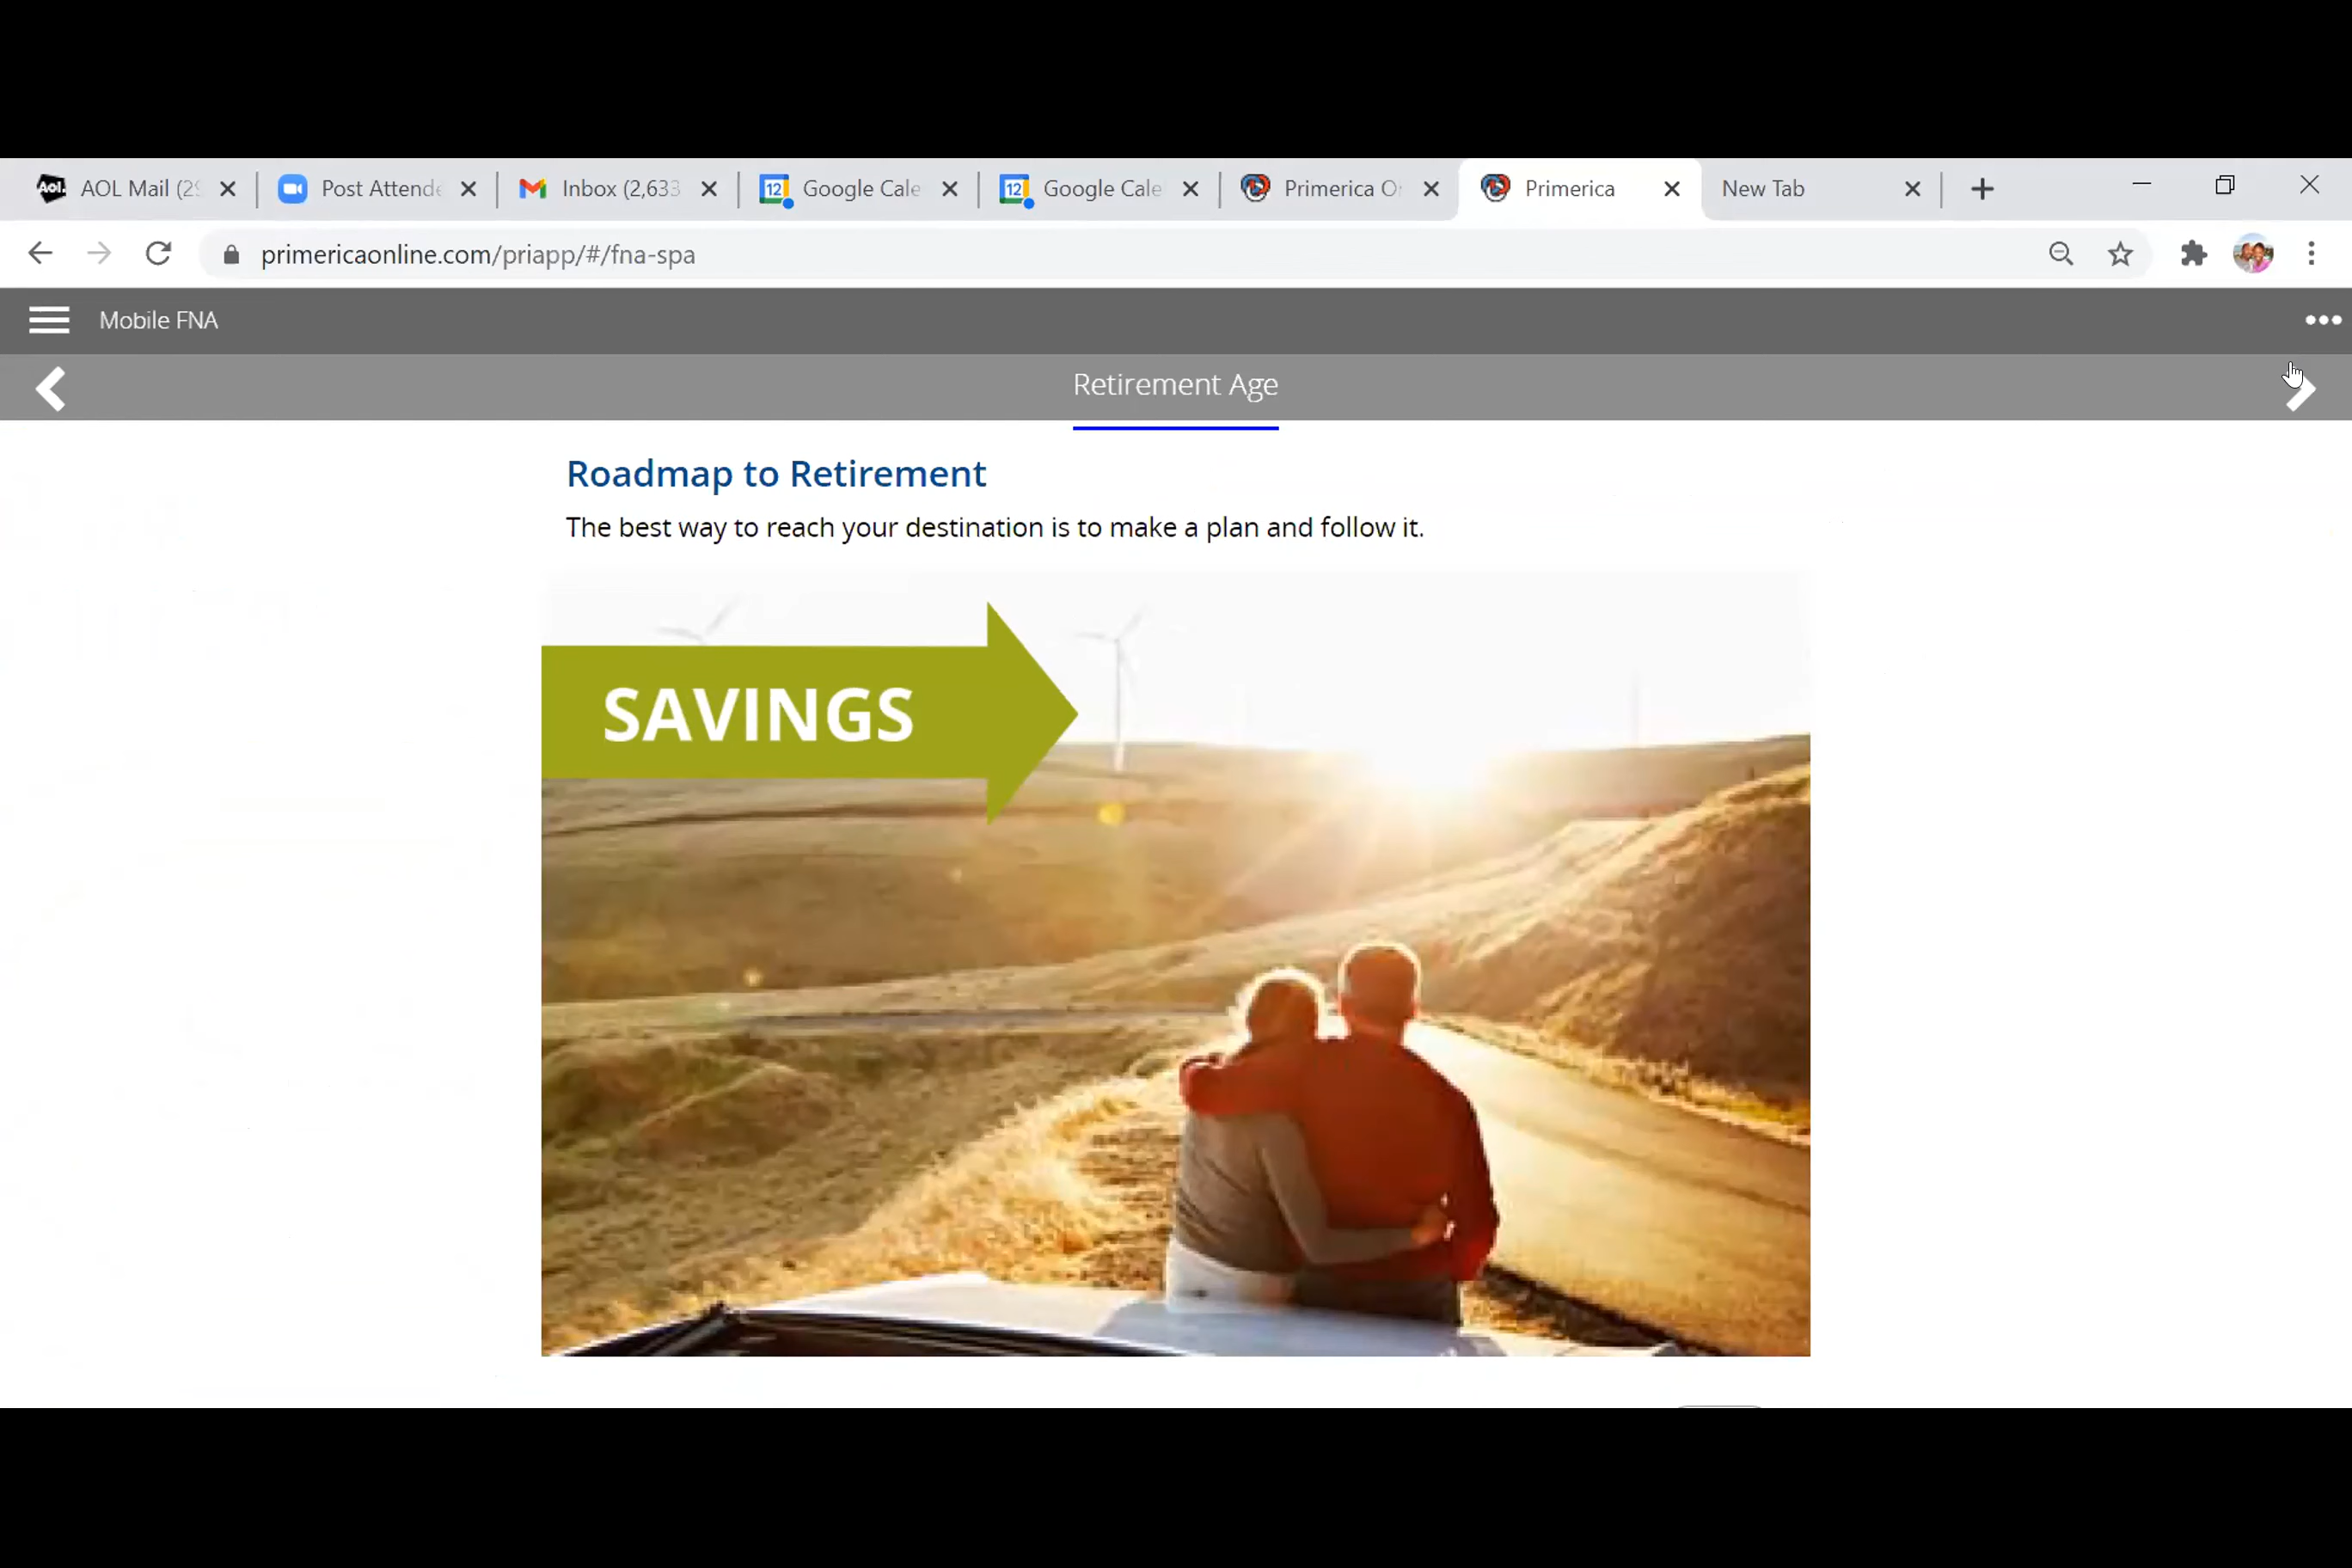 AOL Mail (29
Post Attende
Inbox (2,633
Google Cale
Google Cale
Primerica O
Primerica
New Tab
primericaonline.com/priapp/#/fna-spa
Mobile FNA
Retirement Age
Roadmap to Retirement
The best way to reach your destination is to make a plan and follow it.
SAVINGS